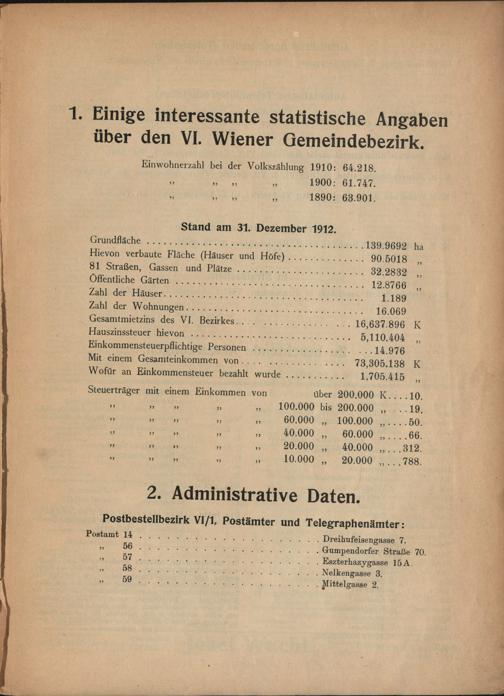 1. Einige interessante statistische Angaben
über den VI. Wiener Gemeindebezirk.
Einwohnerzahl bei der Volkszählung 1910: 64.218.
„ „ „ „ 1900: 61.747.
„ „ „ „ 1890: 63.901.
Stand am 31. Dezember 1912.
Grundfläche . . . . . . . . . . 139.9692 ha
Hievon verbaute Fläche (Häuser und Höfe) . . . . . . . . . . 90.5018 „
81 Straßen, Gassen und Plätze . . . . . . . . . . 32.2832 „
Öffentliche Gärten . . . . . . . . . . 12.8766 „
Zahl der Häuser . . . . . . . . . . 1.189
Zahl der Wohnungen . . . . . . . . . . 16.069
Gesamtmietzins des VI. Bezirkes . . . . . . . . . . 16,637.896 K
Hauszinssteuer hievon . . . . . . . . . . 5,110.404 „
Einkommensteuerpflichtige Personen . . . . . . . . . . 14.976
Mit einem Gesamteinkommen von . . . . . . . . . . 73,305.138 K
Wofür an Einkommensteuer bezahlt wurde . . . . . . . . . . 1,705.415 „
Steuerträger mit einem Einkommen von über 200.000 K....10.
„ „ „ „ „ 100.000 bis 200.000 „ ...19.
„ „ „ „ „ 60.000 „ 100.000 „....50.
„ „ „ „ „ 40.000 „ 60.000 „....66.
„ „ „ „ „ 20.000 „ 40.000 „...312.
„ „ „ „ „ 10.000 „ 20.000 „...788.
2. Administrative Daten.
Postbestellbezirk VI/1, Postämter und Telegraphenämter:
Postamt 14 . . . . . . . . . . Dreihufeisengasse 7.
„ 56 . . . . . . . . . . Gumpendorfer Straße 70.
„ 57 . . . . . . . . . . Eszterhazygasse 15 A
„ 58 . . . . . . . . . . Nelkengasse 3.
„ 59 . . . . . . . . . . Mittelgasse 2.